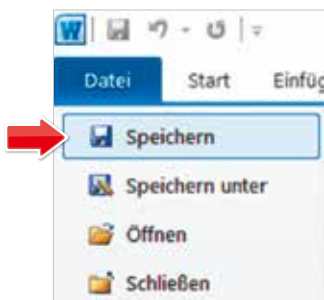 Datei Start
Speichern
Speichern unter
Öffnen
Schließen